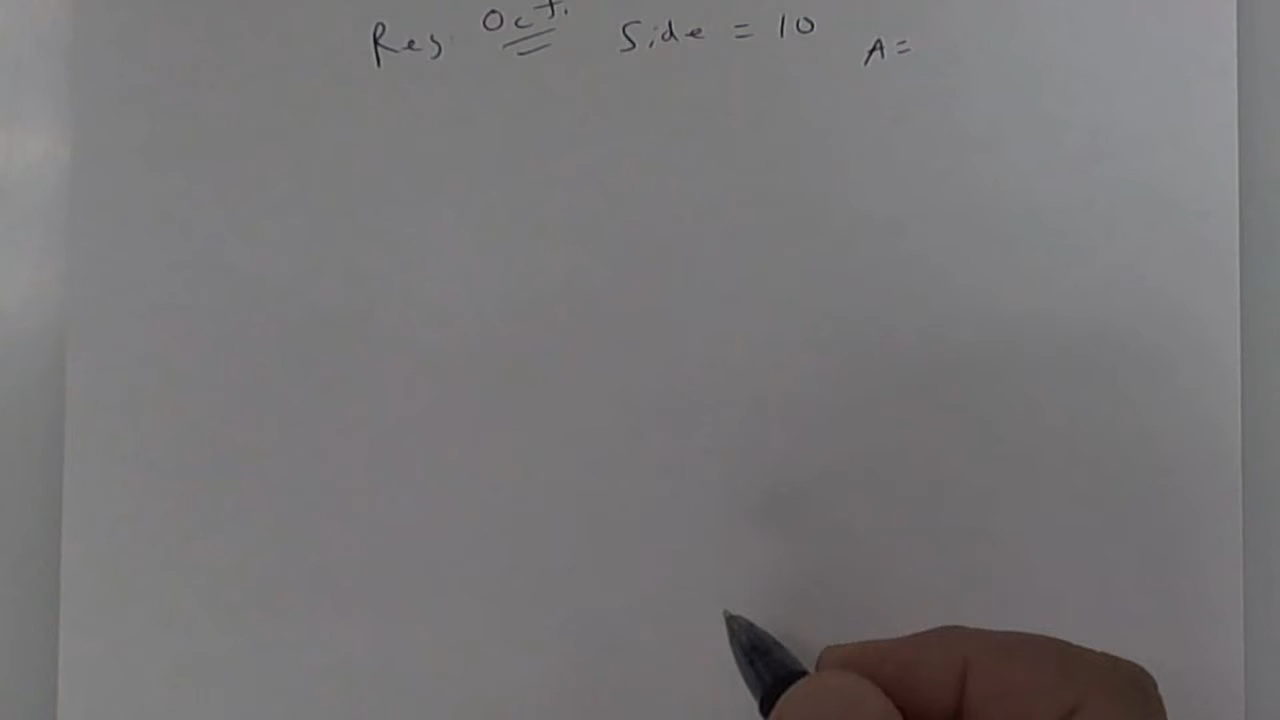 Reg Oct. Side = 10 A =